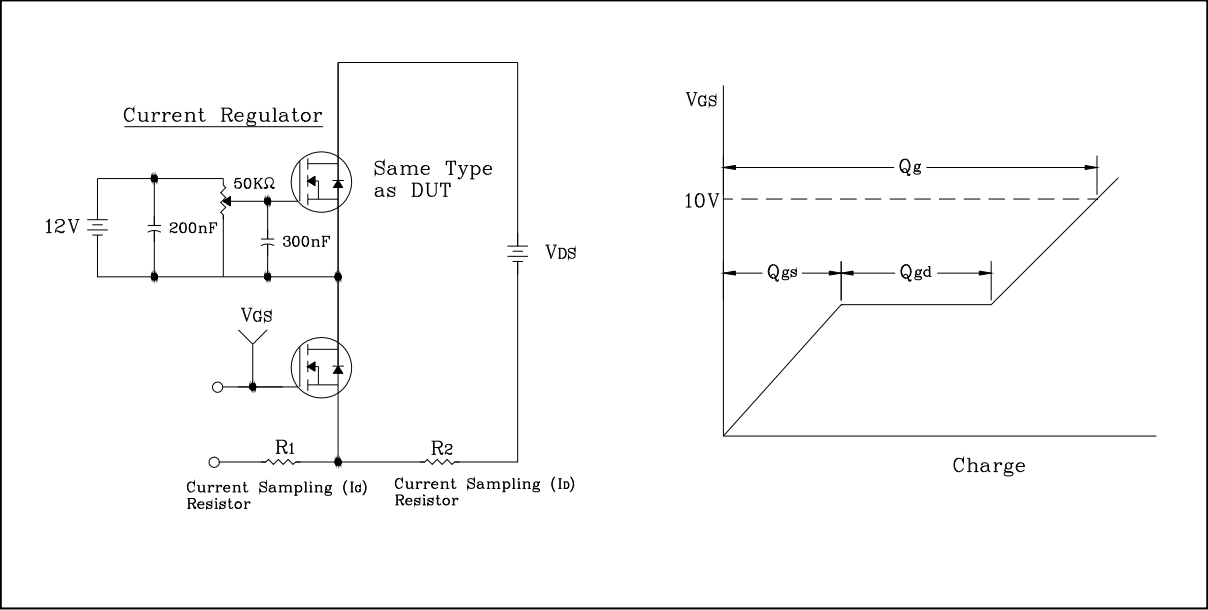 Current Regulator
Same Type
as DUT
50KΩ
12V
200nF
300nF
VDS
VGS
R1
R2
Current Sampling (IG)
Resistor
Current Sampling (ID)
Resistor
VGS
Qg
10V
Qgs
Qgd
Charge